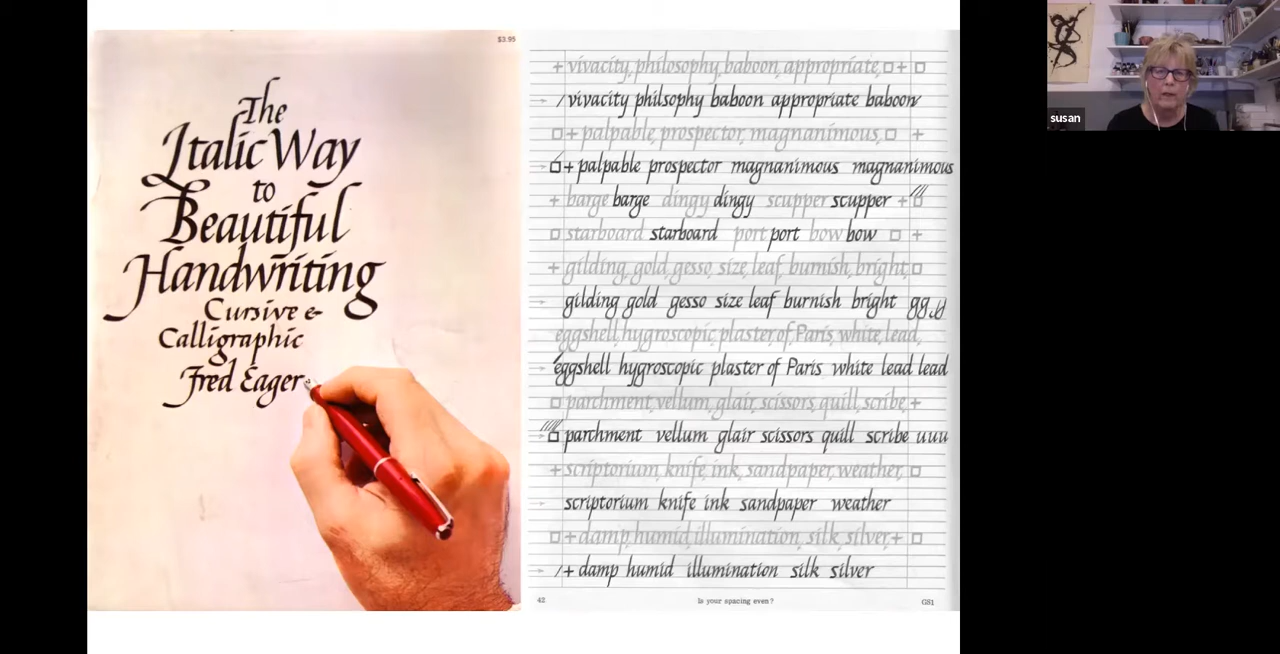 $3.95
The
Italic Way
to
Beautiful
Handwriting
Cursive &
Calligraphic
Fred Eager
+ vivacity, philosophy, baboon, appropriate, □ + □
/ vivacity philsophy baboon appropriate baboon
□ + palpable, prospector, magnanimous, □ +
□ + palpable prospector magnanimous magnanimous
+ barge barge dingy dingy scupper scupper + □
□ starboard starboard port port bow bow □ +
+ gilding, gold, gesso, size, leaf, burnish, bright, □
gilding gold gesso size leaf burnish bright gg
eggshell, hygroscopic, plaster of, Paris, white, lead,
eggshell hygroscopic plaster of Paris white lead lead
□ parchment, vellum, glair, scissors, quill, scribe, +
□ parchment vellum glair scissors quill scribe uuu
+ scriptorium, knife, ink, sandpaper, weather, □
scriptorium knife ink sandpaper weather
□ + damp, humid, illumination, silk, silver, + □
/+ damp humid illumination silk silver
42 Is your spacing even? GS1
susan